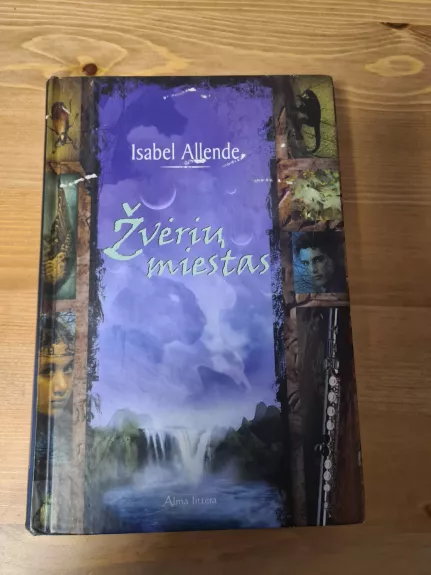 Isabel Allende
Žvėrių
miestas
Alma littera